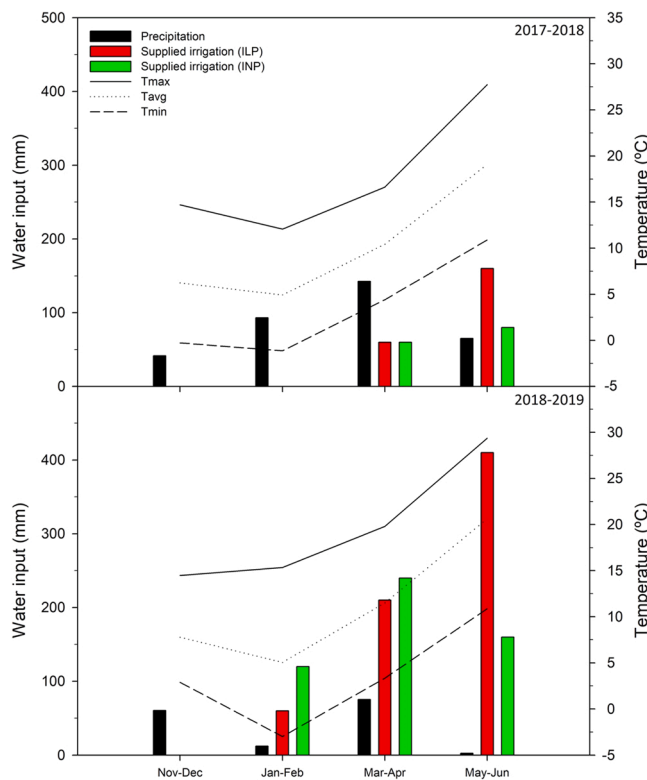 2017-2018
Precipitation
Supplied irrigation (ILP)
Supplied irrigation (INP)
Tmax
Tavg
Tmin
Water input (mm)
500
400
300
200
100
0
Temperature (ºC)
35
30
25
20
15
10
5
0
-5
2018-2019
Water input (mm)
400
300
200
100
0
Temperature (ºC)
30
25
20
15
10
5
0
-5
Nov-Dec
Jan-Feb
Mar-Apr
May-Jun